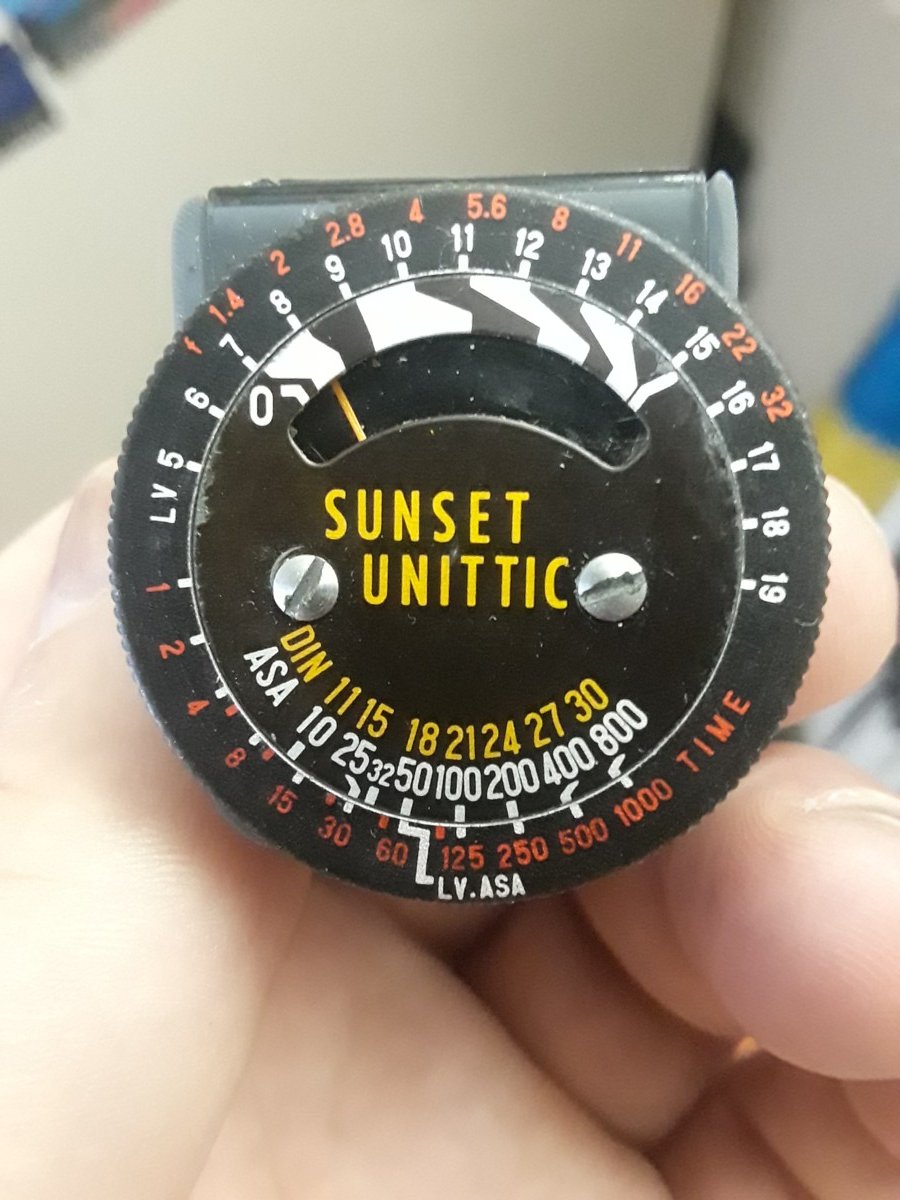 f 1.4 2 2.8 4 5.6 8 11 16 22 32
LV 5 6 7 8 9 10 11 12 13 14 15 16 17 18 19
0
SUNSET
UNITTIC
DIN 11 15 18 21 24 27 30
ASA 10 25 32 50 100 200 400 800
1 2 4 8 15 30 60 125 250 500 1000 TIME
LV.ASA